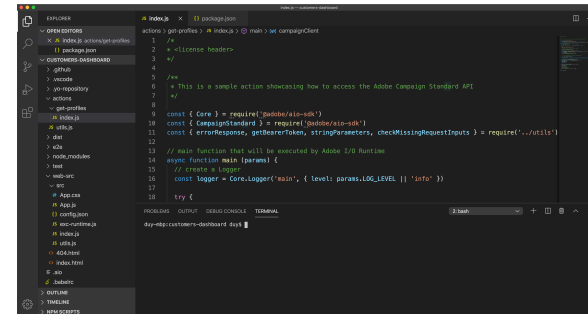 index.js — customers-dashboard
EXPLORER
OPEN EDITORS
JS index.js actions/get-profiles
{} package.json
CUSTOMERS-DASHBOARD
.github
.vscode
.yo-repository
actions
get-profiles
JS index.js
JS utils.js
dist
e2e
node_modules
test
web-src
src
# App.css
JS App.js
{} config.json
JS exc-runtime.js
JS index.js
JS utils.js
<> 404.html
<> index.html
.aio
.babelrc
OUTLINE
TIMELINE
NPM SCRIPTS
JS index.js ×
{} package.json
actions > get-profiles > JS index.js > main > campaignClient
1 /*
2 * <license header>
3 */
4
5 /**
6 * This is a sample action showcasing how to access the Adobe Campaign Standard API
7 */
8
9 const { Core } = require('@adobe/aio-sdk')
10 const { CampaignStandard } = require('@adobe/aio-sdk')
11 const { errorResponse, getBearerToken, stringParameters, checkMissingRequestInputs } = require('../utils')
12
13 // main function that will be executed by Adobe I/O Runtime
14 async function main (params) {
15 // create a Logger
16 const logger = Core.Logger('main', { level: params.LOG_LEVEL || 'info' })
17
18 try {
PROBLEMS OUTPUT DEBUG CONSOLE TERMINAL
2: bash
duy-mbp:customers-dashboard duy$